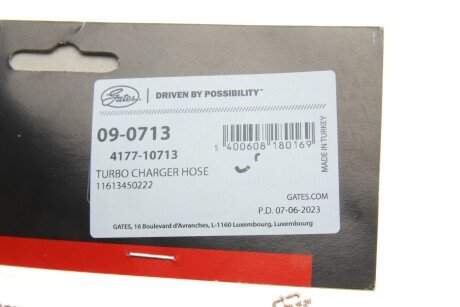 Gates
DRIVEN BY POSSIBILITY™
09-0713
4177-10713
5 400608 180169
TURBO CHARGER HOSE
11613450222
MADE IN TURKEY
GATES.COM
P.D. 07-06-2023
GATES, 16 Boulevard d'Avranches, L-1160 Luxembourg, Luxembourg